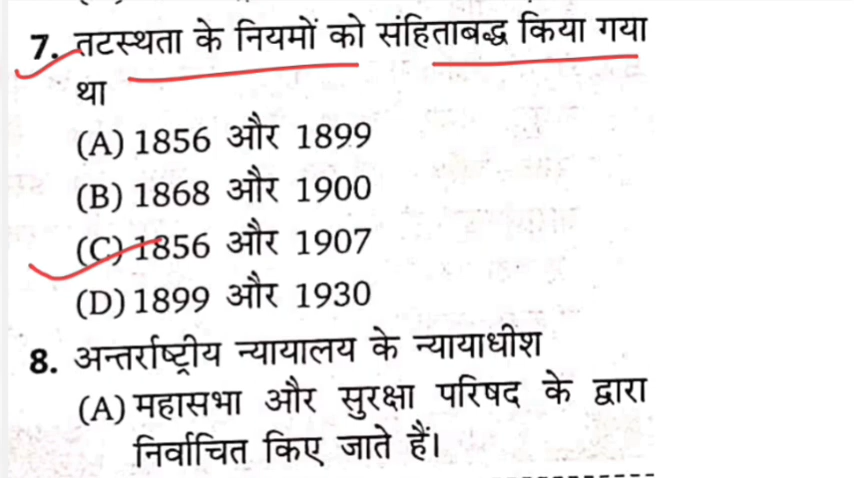 7. तटस्थता के नियमों को संहिताबद्ध किया गया
था
(A) 1856 और 1899
(B) 1868 और 1900
(C) 1856 और 1907
(D) 1899 और 1930
8. अन्तर्राष्ट्रीय न्यायालय के न्यायाधीश
(A) महासभा और सुरक्षा परिषद के द्वारा
निर्वाचित किए जाते हैं।